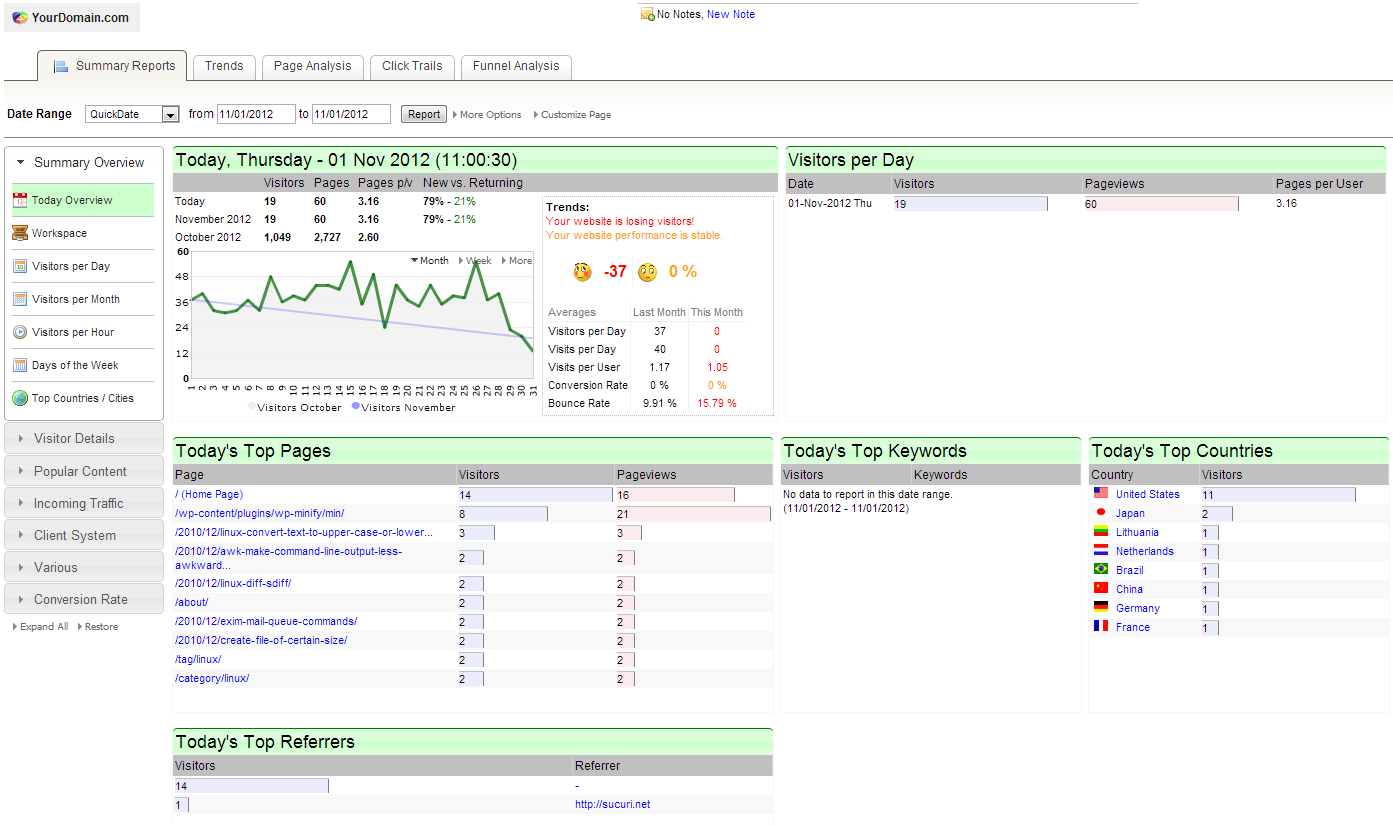 YourDomain.com
No Notes, New Note
Summary Reports Trends Page Analysis Click Trails Funnel Analysis
Date Range QuickDate from 11/01/2012 to 11/01/2012 Report More Options Customize Page
Summary Overview
Today Overview
Workspace
Visitors per Day
Visitors per Month
Visitors per Hour
Days of the Week
Top Countries / Cities
Visitor Details
Popular Content
Incoming Traffic
Client System
Various
Conversion Rate
Expand All Restore
Today, Thursday - 01 Nov 2012 (11:00:30)
Visitors Pages Pages p/v New vs. Returning
Today 19 60 3.16 79% - 21%
November 2012 19 60 3.16 79% - 21%
October 2012 1,049 2,727 2.60
Month Week More
60
48
36
24
12
0
1 2 3 4 5 6 7 8 9 10 11 12 13 14 15 16 17 18 19 20 21 22 23 24 25 26 27 28 29 30 31
Visitors October Visitors November
Trends:
Your website is losing visitors!
Your website performance is stable.
-37 0 %
Averages Last Month This Month
Visitors per Day 37 0
Visits per Day 40 0
Visits per User 1.17 1.05
Conversion Rate 0 % 0 %
Bounce Rate 9.91 % 15.79 %
Visitors per Day
Date Visitors Pageviews Pages per User
01-Nov-2012 Thu 19 60 3.16
Today's Top Pages
Page Visitors Pageviews
/ (Home Page) 14 16
/wp-content/plugins/wp-minify/min/ 8 21
/2010/12/linux-convert-text-to-upper-case-or-lower... 3 3
/2010/12/awk-make-command-line-output-less-
awkward... 2 2
/2010/12/linux-diff-sdiff/ 2 2
/about/ 2 2
/2010/12/exim-mail-queue-commands/ 2 2
/2010/12/create-file-of-certain-size/ 2 2
/tag/linux/ 2 2
/category/linux/ 2 2
Today's Top Keywords
Visitors Keywords
No data to report in this date range.
(11/01/2012 - 11/01/2012)
Today's Top Countries
Country Visitors
United States 11
Japan 2
Lithuania 1
Netherlands 1
Brazil 1
China 1
Germany 1
France 1
Today's Top Referrers
Visitors Referrer
14 -
1 http://sucuri.net